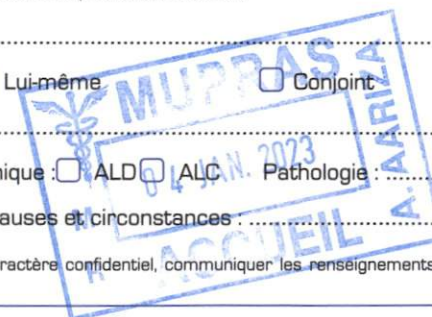 Lui-même Conjoint
nique : ALD ALC Pathologie :
auses et circonstances :
ractère confidentiel, communiquer les renseignements
MUPRAS
04 JAN. 2023
ACCUEIL
A. AARIZA